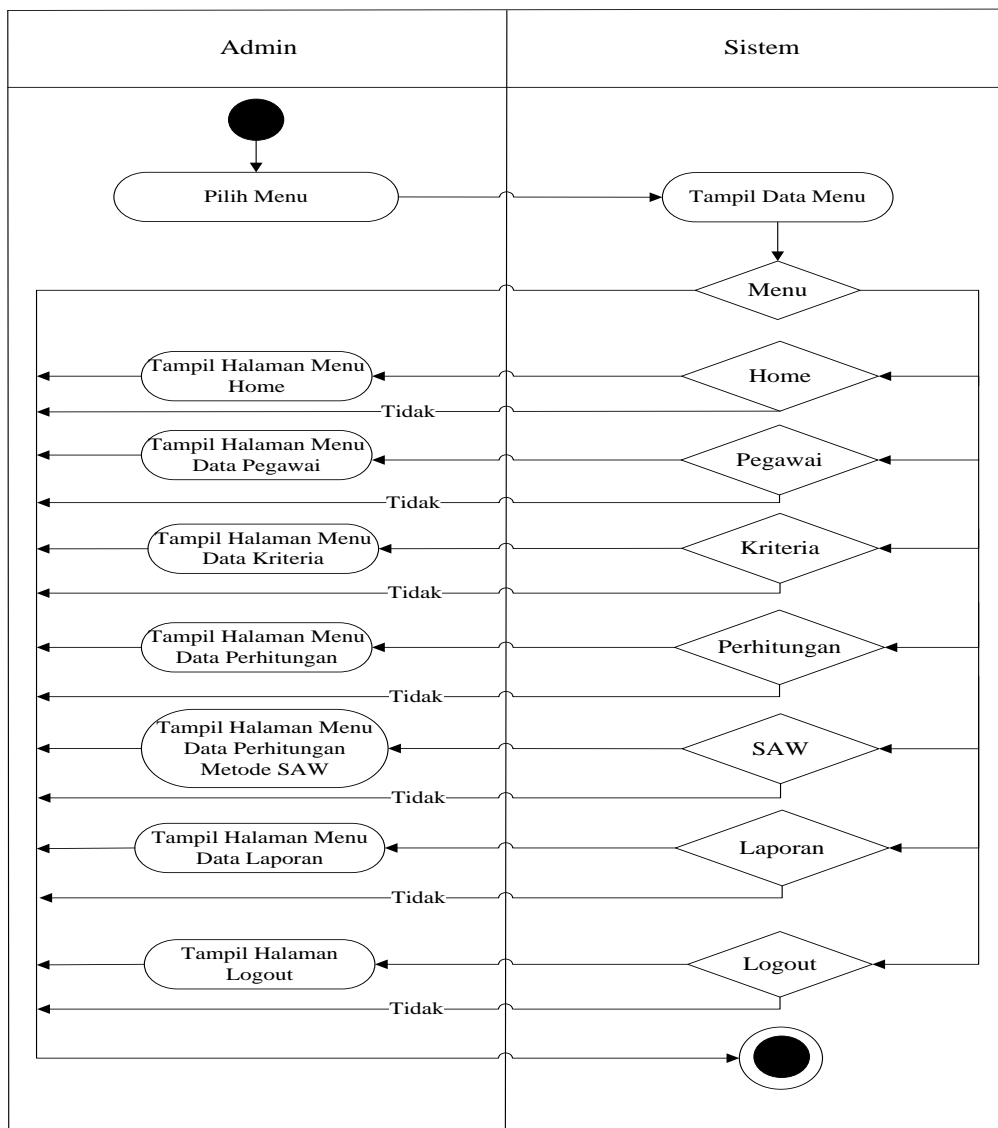 Admin
Sistem
Pilih Menu
Tampil Data Menu
Menu
Tampil Halaman Menu
Home
Home
Tidak
Tampil Halaman Menu
Data Pegawai
Pegawai
Tidak
Tampil Halaman Menu
Data Kriteria
Kriteria
Tidak
Tampil Halaman Menu
Data Perhitungan
Perhitungan
Tidak
Tampil Halaman Menu
Data Perhitungan
Metode SAW
SAW
Tidak
Tampil Halaman Menu
Data Laporan
Laporan
Tidak
Tampil Halaman
Logout
Logout
Tidak